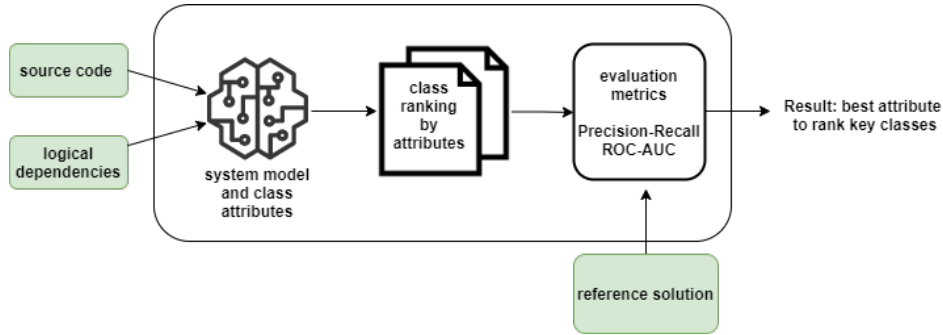 source code
logical
dependencies
system model
and class
attributes
class
ranking
by
attributes
evaluation
metrics
Precision-Recall
ROC-AUC
Result: best attribute
to rank key classes
reference solution